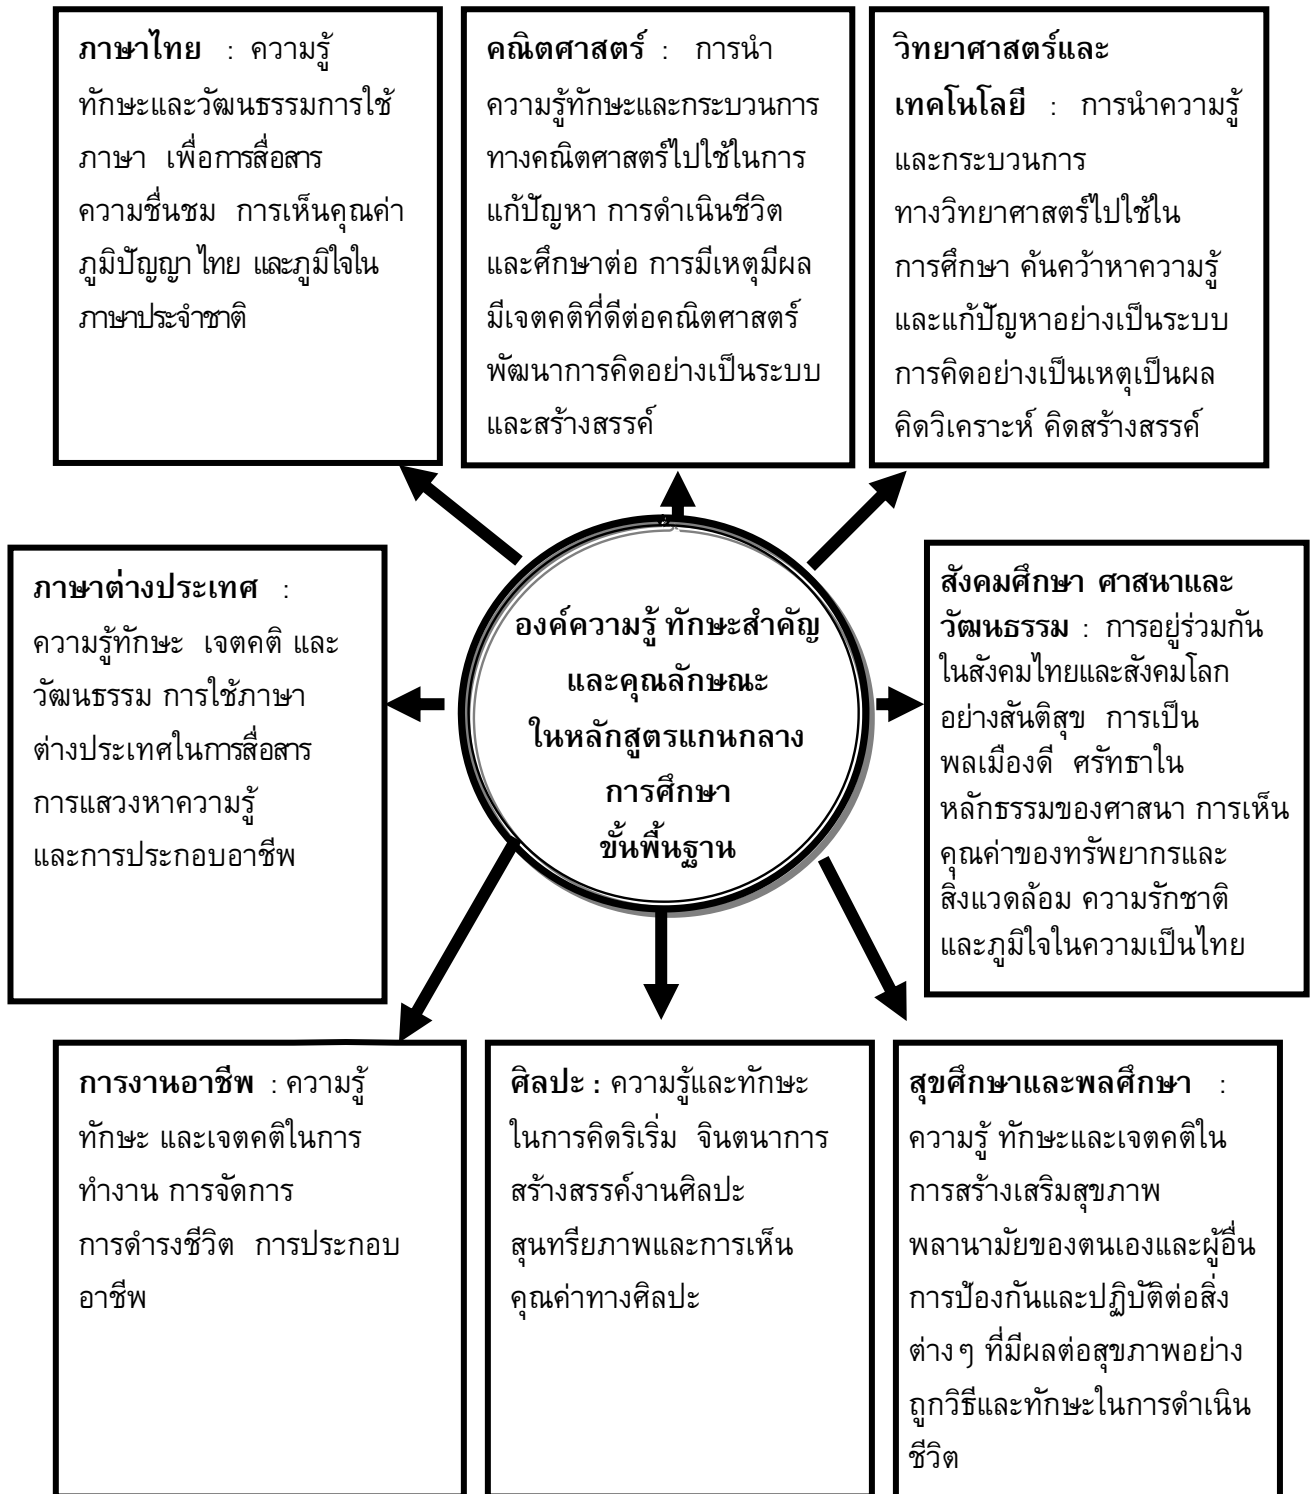 ภาษาไทย : ความรู้
ทักษะและวัฒนธรรมการใช้
ภาษา เพื่อการสื่อสาร
ความชื่นชม การเห็นคุณค่า
ภูมิปัญญา ไทย และภูมิใจใน
ภาษาประจำชาติ
คณิตศาสตร์ : การนำ
ความรู้ทักษะและกระบวนการ
ทางคณิตศาสตร์ไปใช้ในการ
แก้ปัญหา การดำเนินชีวิต
และศึกษาต่อ การมีเหตุมีผล
มีเจตคติที่ดีต่อคณิตศาสตร์
พัฒนาการคิดอย่างเป็นระบบ
และสร้างสรรค์
วิทยาศาสตร์และ
เทคโนโลยี : การนำความรู้
และกระบวนการ
ทางวิทยาศาสตร์ไปใช้ใน
การศึกษา ค้นคว้าหาความรู้
และแก้ปัญหาอย่างเป็นระบบ
การคิดอย่างเป็นเหตุเป็นผล
คิดวิเคราะห์ คิดสร้างสรรค์
ภาษาต่างประเทศ :
ความรู้ทักษะ เจตคติ และ
วัฒนธรรม การใช้ภาษา
ต่างประเทศในการสื่อสาร
การแสวงหาความรู้
และการประกอบอาชีพ
องค์ความรู้ ทักษะสำคัญ
และคุณลักษณะ
ในหลักสูตรแกนกลาง
การศึกษา
ขั้นพื้นฐาน
สังคมศึกษา ศาสนาและ
วัฒนธรรม : การอยู่ร่วมกัน
ในสังคมไทยและสังคมโลก
อย่างสันติสุข การเป็น
พลเมืองดี ศรัทธาใน
หลักธรรมของศาสนา การเห็น
คุณค่าของทรัพยากรและ
สิ่งแวดล้อม ความรักชาติ
และภูมิใจในความเป็นไทย
การงานอาชีพ : ความรู้
ทักษะ และเจตคติในการ
ทำงาน การจัดการ
การดำรงชีวิต การประกอบ
อาชีพ
ศิลปะ : ความรู้และทักษะ
ในการคิดริเริ่ม จินตนาการ
สร้างสรรค์งานศิลปะ
สุนทรียภาพและการเห็น
คุณค่าทางศิลปะ
สุขศึกษาและพลศึกษา :
ความรู้ ทักษะและเจตคติใน
การสร้างเสริมสุขภาพ
พลานามัยของตนเองและผู้อื่น
การป้องกันและปฏิบัติต่อสิ่ง
ต่าง ๆ ที่มีผลต่อสุขภาพอย่าง
ถูกวิธีและทักษะในการดำเนิน
ชีวิต